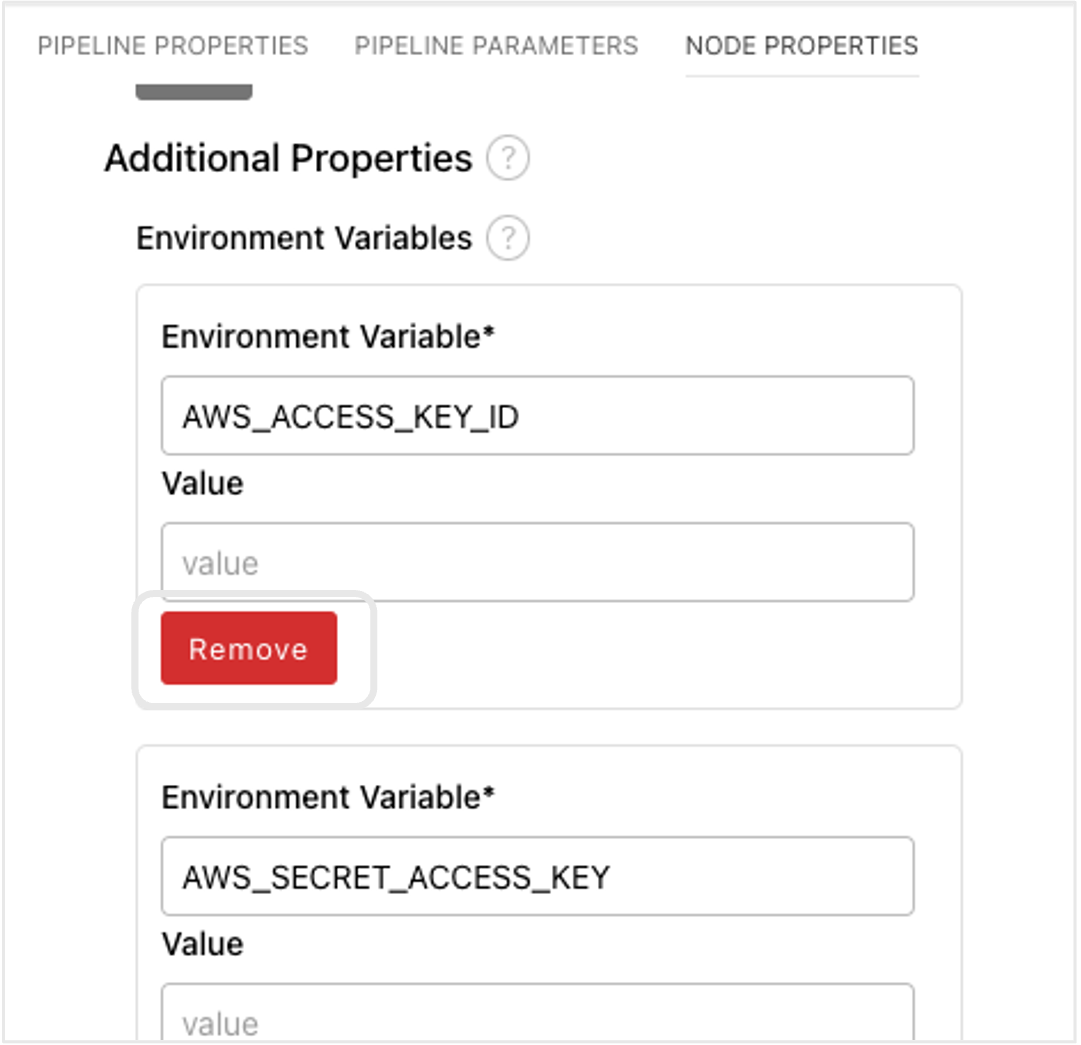 PIPELINE PROPERTIES PIPELINE PARAMETERS NODE PROPERTIES
Additional Properties ?
Environment Variables ?
Environment Variable*
AWS_ACCESS_KEY_ID
Value
value
Remove
Environment Variable*
AWS_SECRET_ACCESS_KEY
Value
value